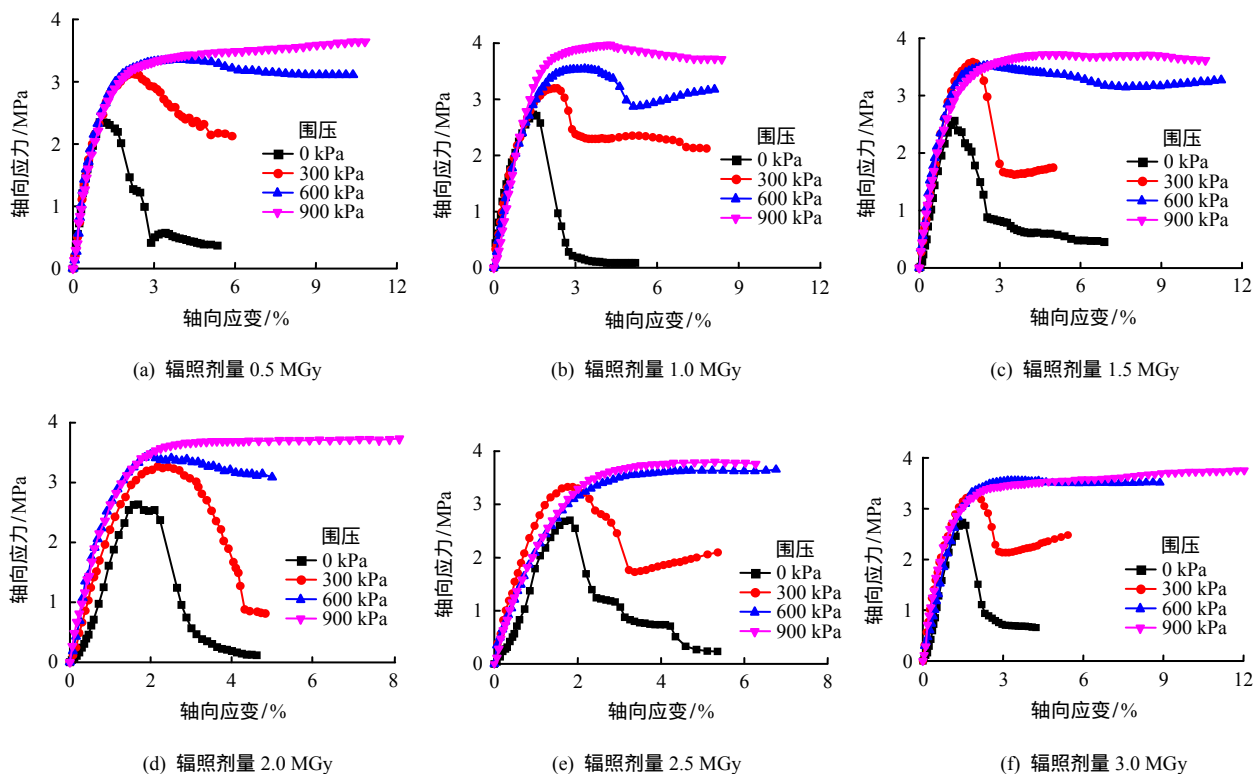 4
3
2
1
0
轴向应力/MPa
围压
0 kPa
300 kPa
600 kPa
900 kPa
0 3 6 9 12
轴向应变/%
(a) 辐照剂量 0.5 MGy
4
3
2
1
0
轴向应力/MPa
围压
0 kPa
300 kPa
600 kPa
900 kPa
0 3 6 9 12
轴向应变/%
(b) 辐照剂量 1.0 MGy
4
3
2
1
0
轴向应力/MPa
围压
0 kPa
300 kPa
600 kPa
900 kPa
0 3 6 9 12
轴向应变/%
(c) 辐照剂量 1.5 MGy
4
3
2
1
0
轴向应力/MPa
围压
0 kPa
300 kPa
600 kPa
900 kPa
0 2 4 6 8
轴向应变/%
(d) 辐照剂量 2.0 MGy
4
3
2
1
0
轴向应力/MPa
围压
0 kPa
300 kPa
600 kPa
900 kPa
0 2 4 6 8
轴向应变/%
(e) 辐照剂量 2.5 MGy
4
3
2
1
0
轴向应力/MPa
围压
0 kPa
300 kPa
600 kPa
900 kPa
0 3 6 9 12
轴向应变/%
(f) 辐照剂量 3.0 MGy